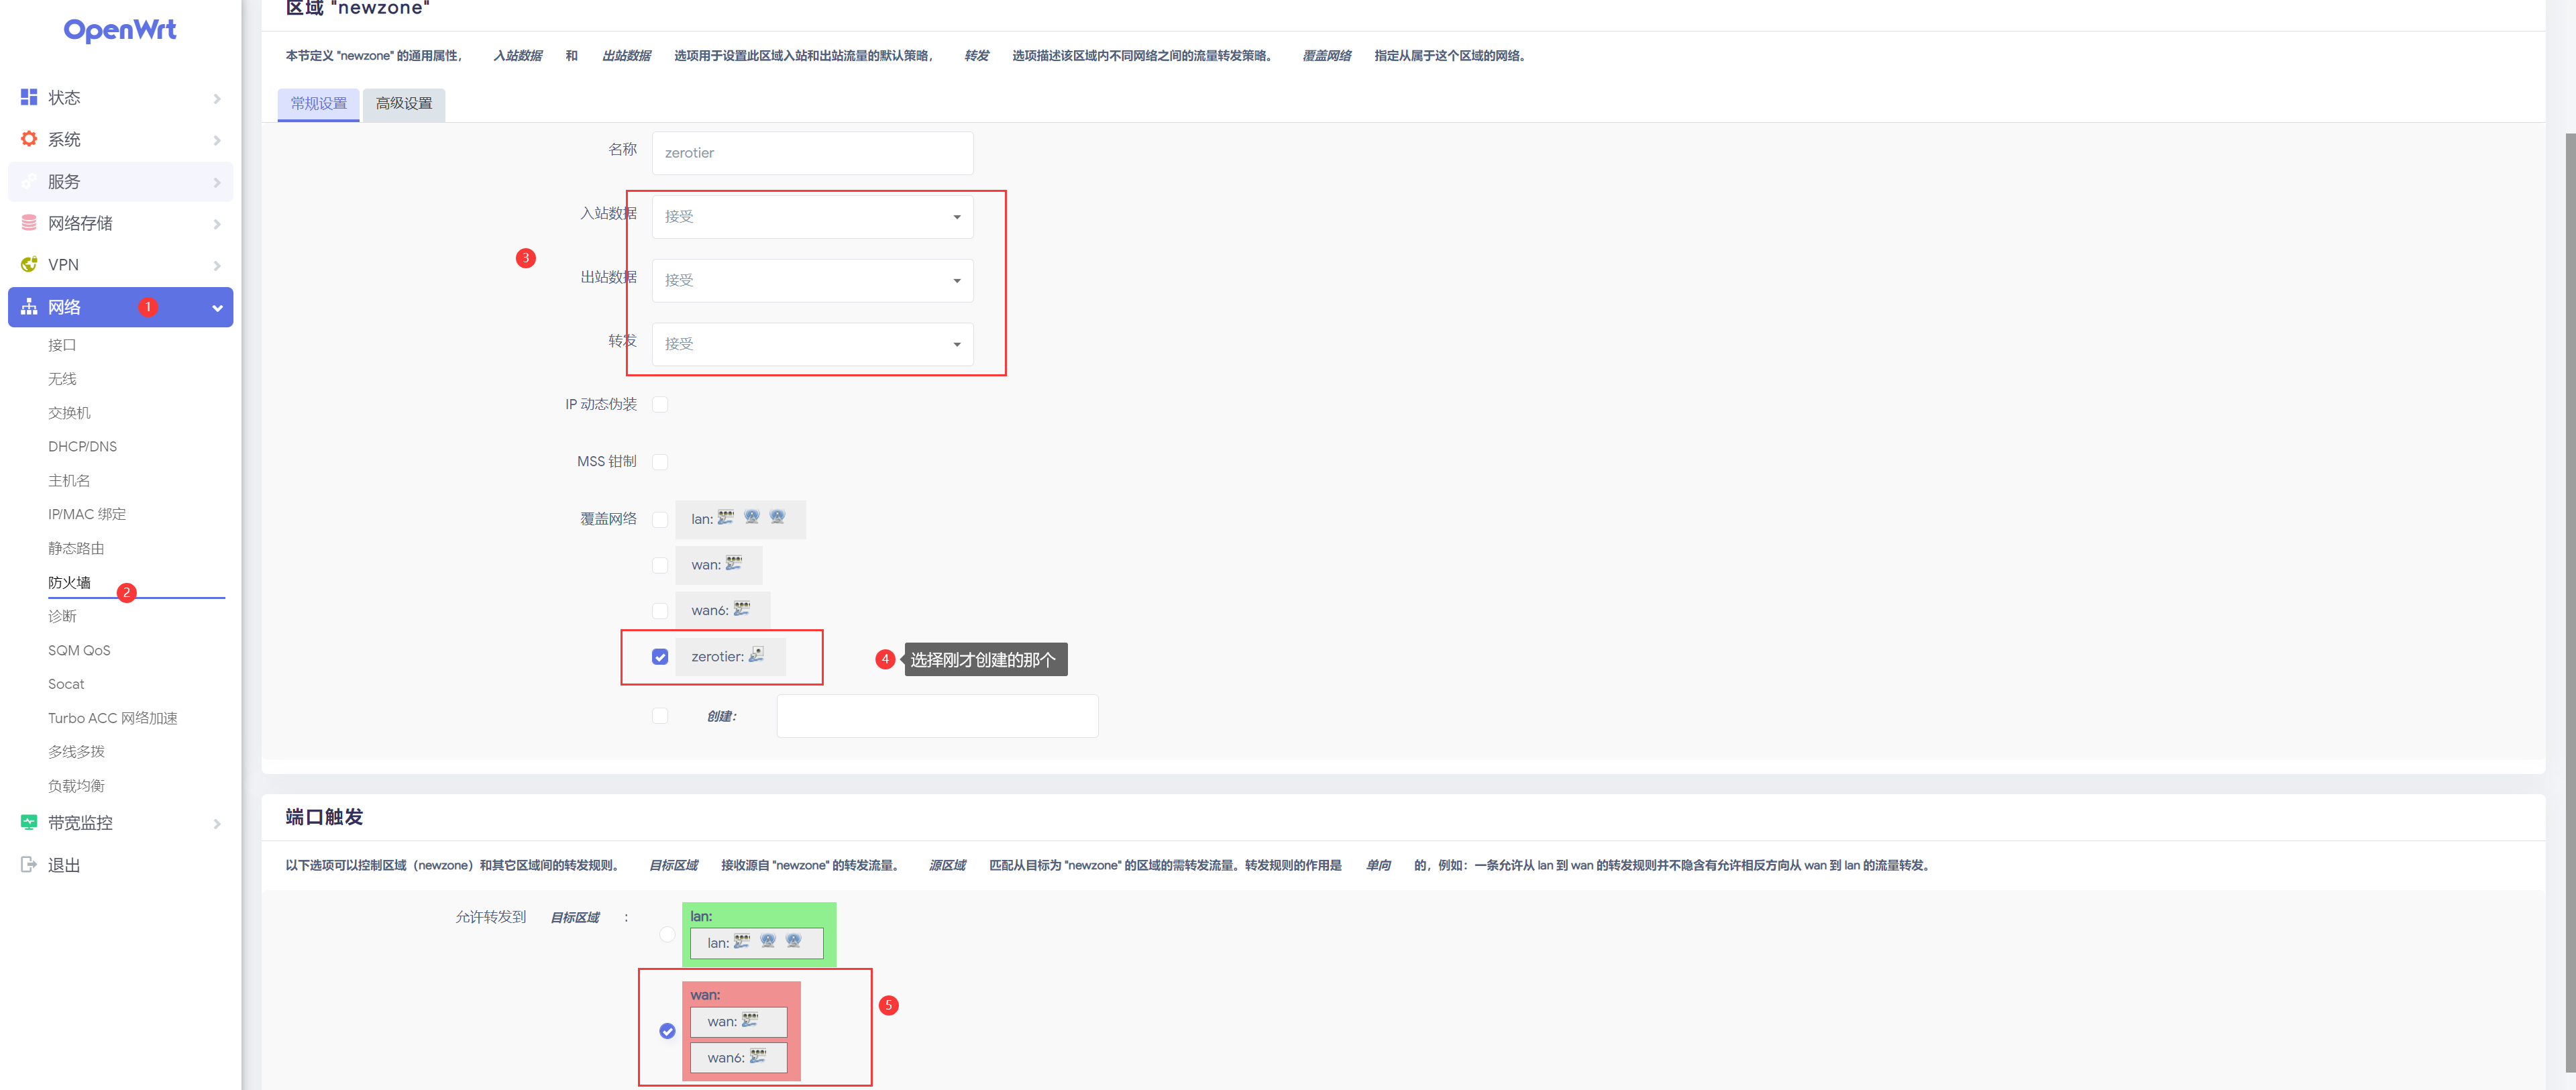 OpenWrt
状态
系统
服务
网络存储
VPN
网络 1
接口
无线
交换机
DHCP/DNS
主机名
IP/MAC 绑定
静态路由
防火墙 2
诊断
SQM QoS
Socat
Turbo ACC 网络加速
多线多拨
负载均衡
带宽监控
退出
区域 "newzone"
本节定义 "newzone" 的通用属性， 入站数据 和 出站数据 选项用于设置此区域入站和出站流量的默认策略， 转发 选项描述该区域内不同网络之间的流量转发策略。 覆盖网络 指定从属于这个区域的网络。
常规设置 高级设置
名称 zerotier
入站数据 接受
3
出站数据 接受
转发 接受
IP 动态伪装
MSS 钳制
覆盖网络 lan:
wan:
wan6:
zerotier: 4 选择刚才创建的那个
创建：
端口触发
以下选项可以控制区域（newzone）和其它区域间的转发规则。 目标区域 接收源自 "newzone" 的转发流量。 源区域 匹配从目标为 "newzone" 的区域的需转发流量。转发规则的作用是 单向 的，例如：一条允许从 lan 到 wan 的转发规则并不隐含有允许相反方向从 wan 到 lan 的流量转发。
允许转发到 目标区域 ： lan:
lan:
wan:
5
wan:
wan6: